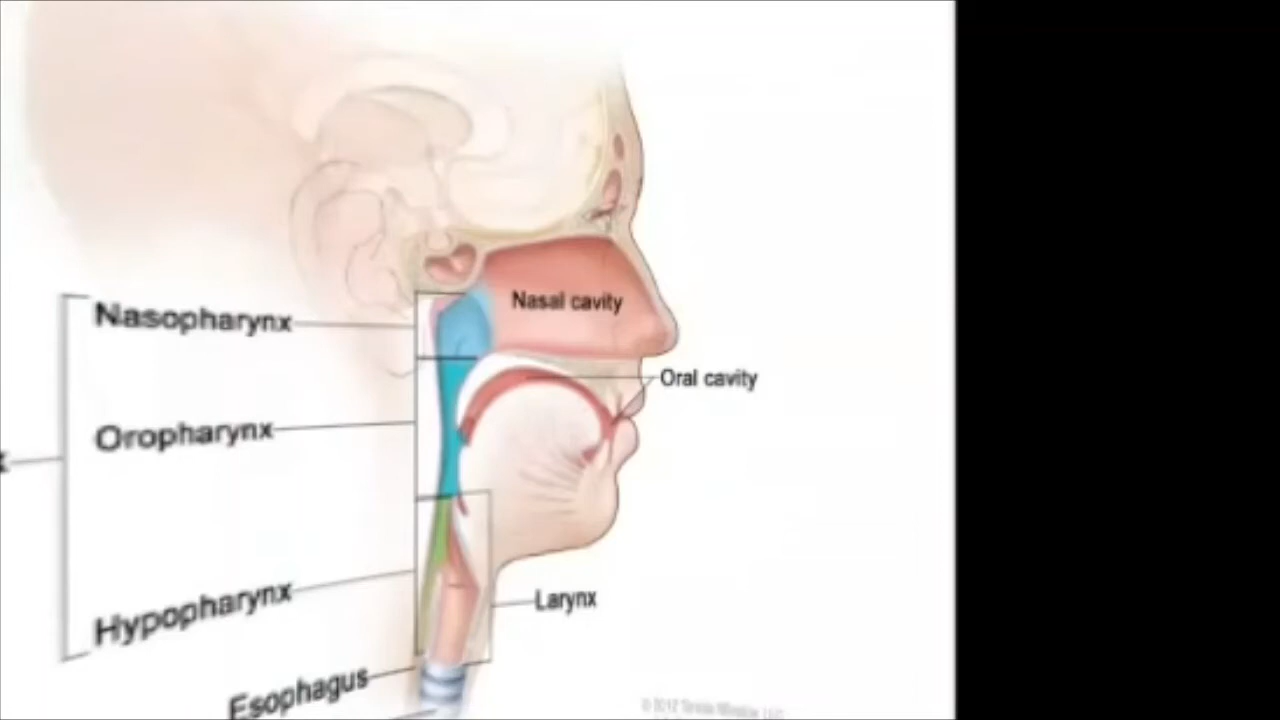 Nasal cavity
Nasopharynx
Oral cavity
Oropharynx
Hypopharynx
Larynx
Esophagus